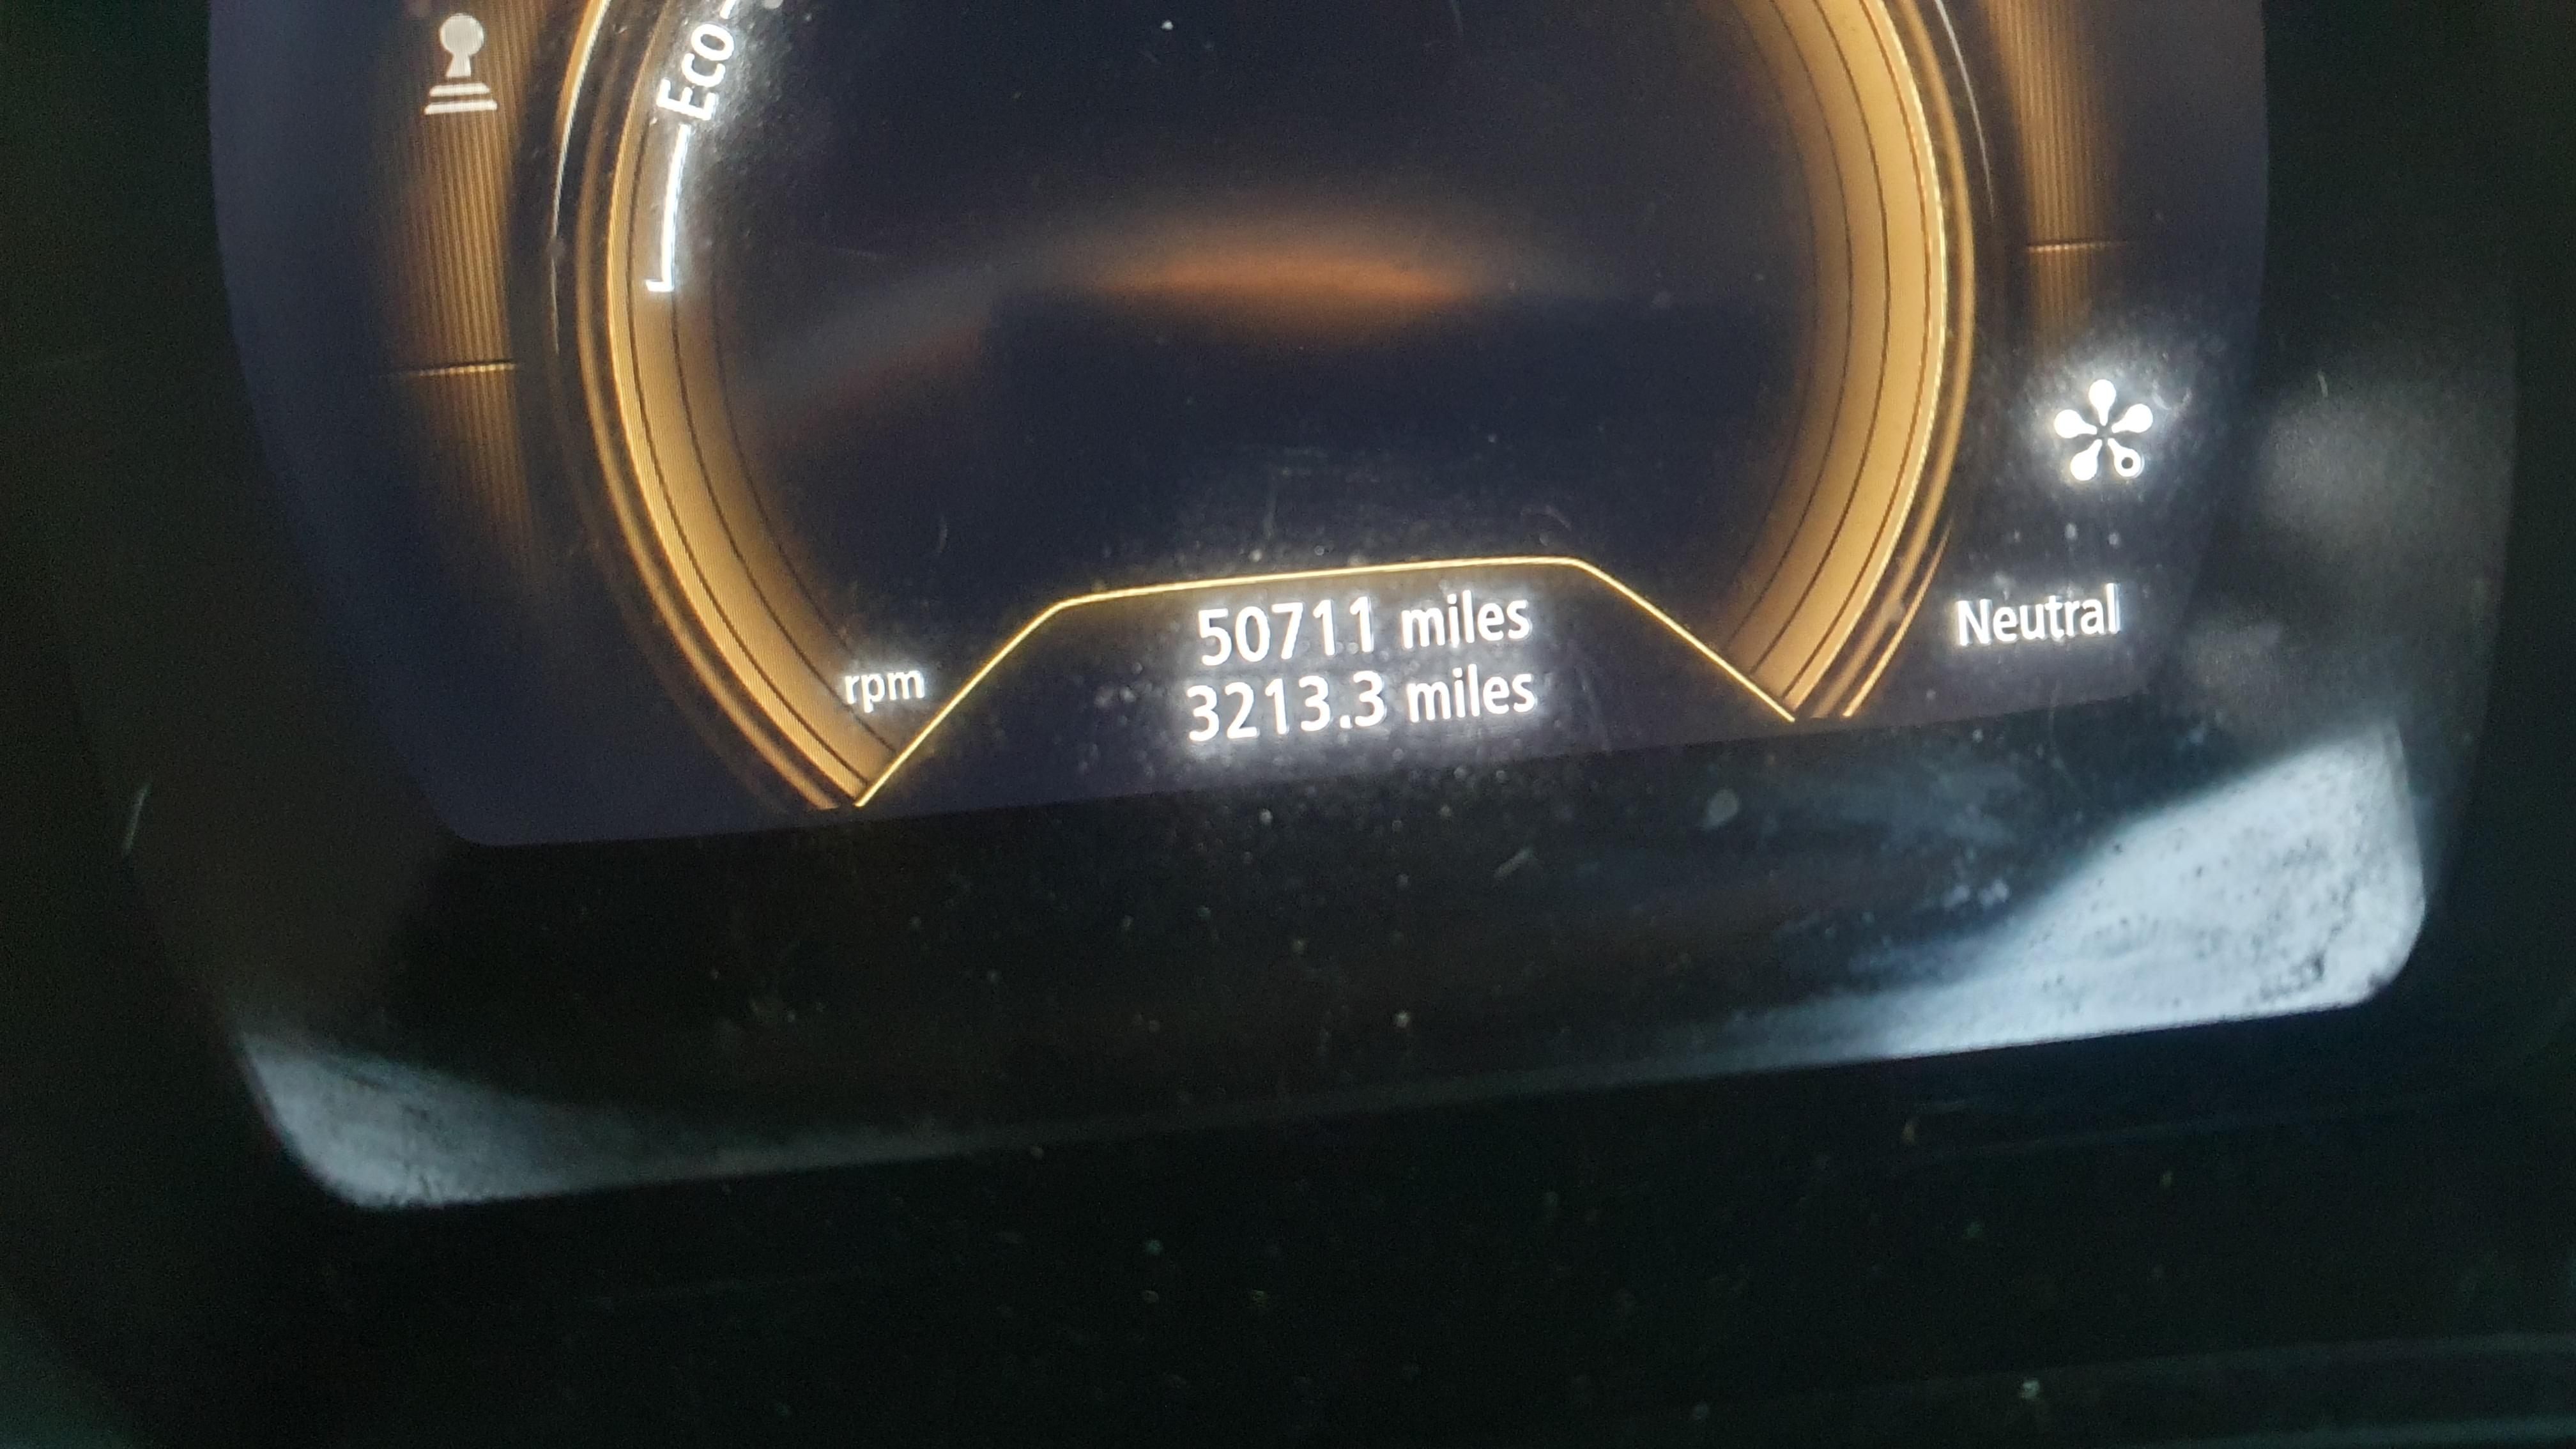 Eco
50711 miles
3213.3 miles
rpm
Neutral